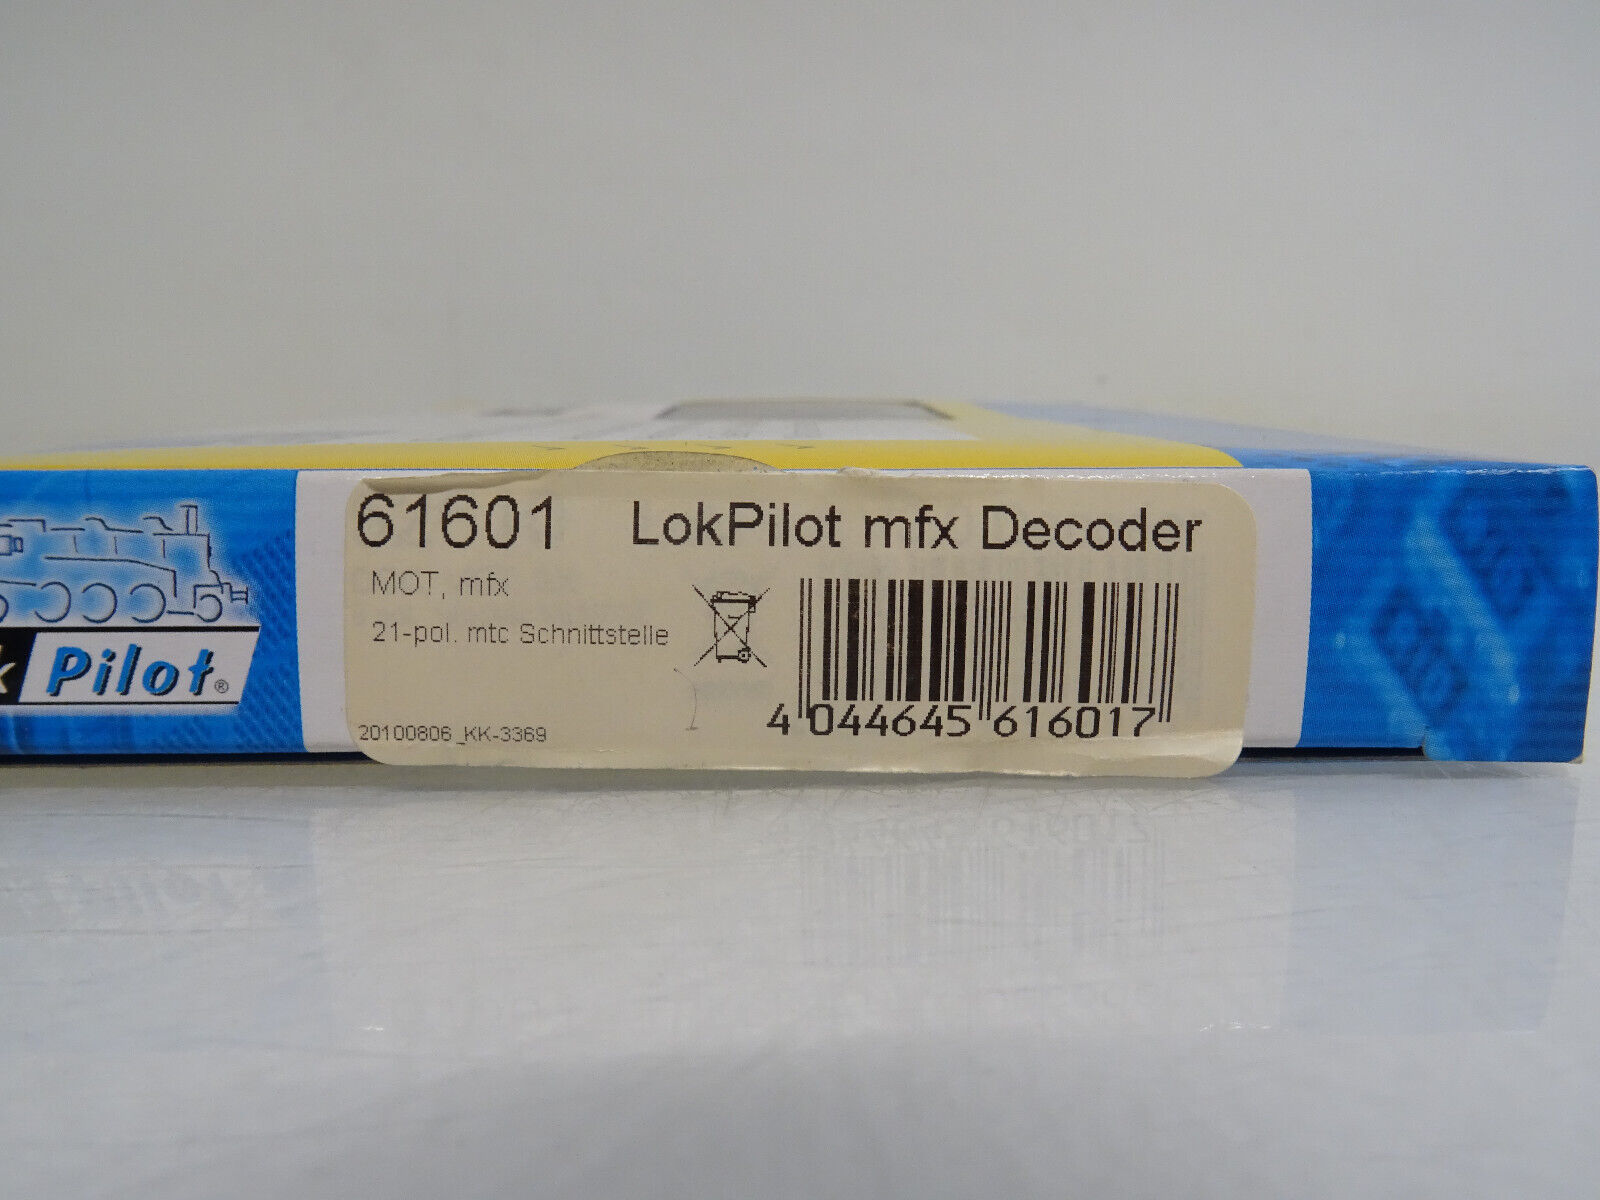 61601 LokPilot mfx Decoder
MOT, mfx
21-pol. mtc Schnittstelle
20100806_KK-3369
4 044645 616017
k Pilot®